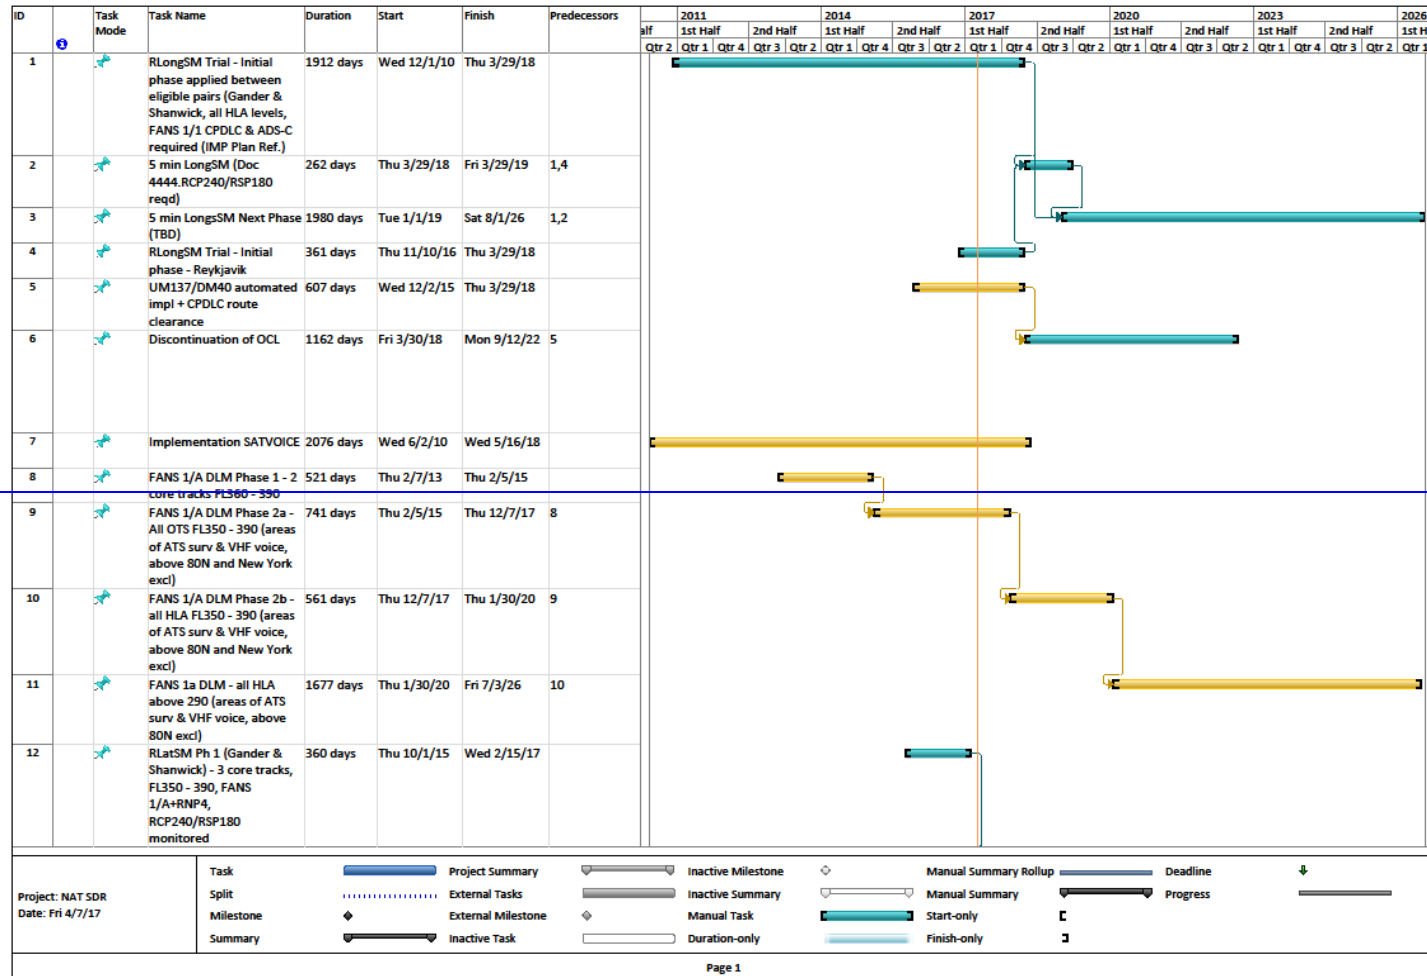 ID Task Mode Task Name Duration Start Finish Predecessors
2011 2014 2017 2020 2023 2026
alf 1st Half 2nd Half 1st Half 2nd Half 1st Half 2nd Half 1st Half 2nd Half 1st Half 2nd Half 1st H
Qtr 2 Qtr 1 Qtr 4 Qtr 3 Qtr 2 Qtr 1 Qtr 4 Qtr 3 Qtr 2 Qtr 1 Qtr 4 Qtr 3 Qtr 2 Qtr 1 Qtr 4 Qtr 3 Qtr 2 Qtr 1 Qtr 4 Qtr 3 Qtr 2 Qtr 1
1 RLongSM Trial - Initial 1912 days Wed 12/1/10 Thu 3/29/18
phase applied between
eligible pairs (Gander &
Shanwick, all HLA levels,
FANS 1/1 CPDLC & ADS-C
required (IMP Plan Ref.)
2 5 min LongSM (Doc 262 days Thu 3/29/18 Fri 3/29/19 1,4
4444.RCP240/RSP180
reqd)
3 5 min LongsSM Next Phase 1980 days Tue 1/1/19 Sat 8/1/26 1,2
(TBD)
4 RLongSM Trial - Initial 361 days Thu 11/10/16 Thu 3/29/18
phase - Reykjavik
5 UM137/DM40 automated 607 days Wed 12/2/15 Thu 3/29/18
impl + CPDLC route
clearance
6 Discontinuation of OCL 1162 days Fri 3/30/18 Mon 9/12/22 5
7 Implementation SATVOICE 2076 days Wed 6/2/10 Wed 5/16/18
8 FANS 1/A DLM Phase 1 - 2 521 days Thu 2/7/13 Thu 2/5/15
core tracks FL360 - 390
9 FANS 1/A DLM Phase 2a - 741 days Thu 2/5/15 Thu 12/7/17 8
All OTS FL350 - 390 (areas
of ATS surv & VHF voice,
above 80N and New York
excl)
10 FANS 1/A DLM Phase 2b - 561 days Thu 12/7/17 Thu 1/30/20 9
all HLA FL350 - 390 (areas
of ATS surv & VHF voice,
above 80N and New York
excl)
11 FANS 1a DLM - all HLA 1677 days Thu 1/30/20 Fri 7/3/26 10
above 290 (areas of ATS
surv & VHF voice, above
80N excl)
12 RLatSM Ph 1 (Gander & 360 days Thu 10/1/15 Wed 2/15/17
Shanwick) - 3 core tracks,
FL350 - 390, FANS
1/A+RNP4,
RCP240/RSP180
monitored
Project: NAT SDR
Date: Fri 4/7/17
Task Project Summary Inactive Milestone Manual Summary Rollup Deadline
Split External Tasks Inactive Summary Manual Summary Progress
Milestone External Milestone Manual Task Start-only
Summary Inactive Task Duration-only Finish-only
Page 1